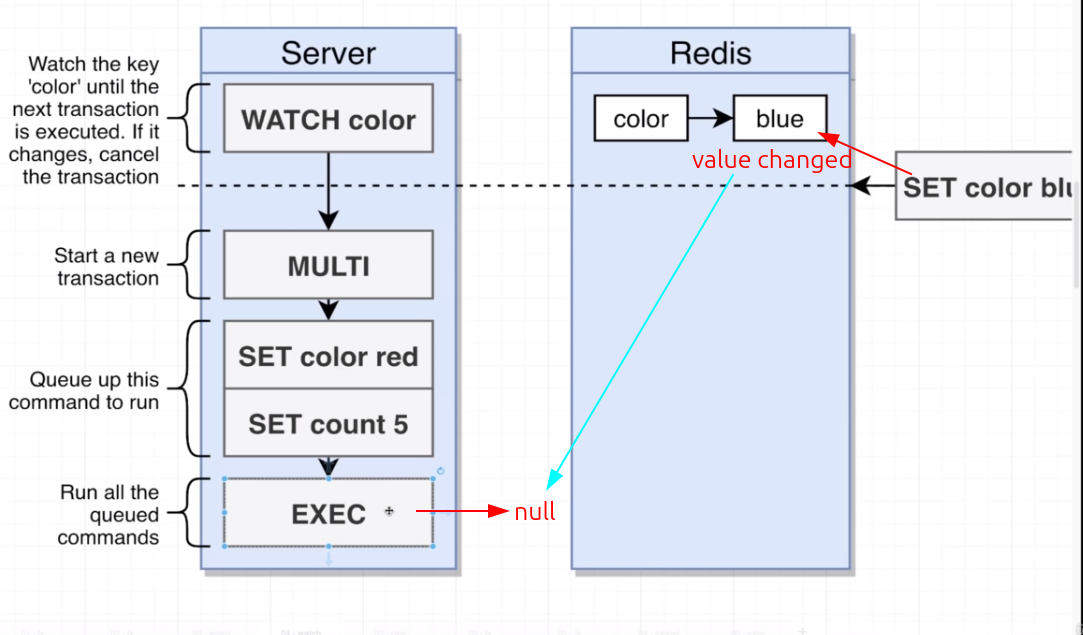 Server
Redis
Watch the key
'color' until the
next transaction
is executed. If it
changes, cancel
the transaction
WATCH color
color
blue
value changed
SET color blu
Start a new
transaction
MULTI
Queue up this
command to run
SET color red
SET count 5
Run all the
queued
commands
EXEC
null